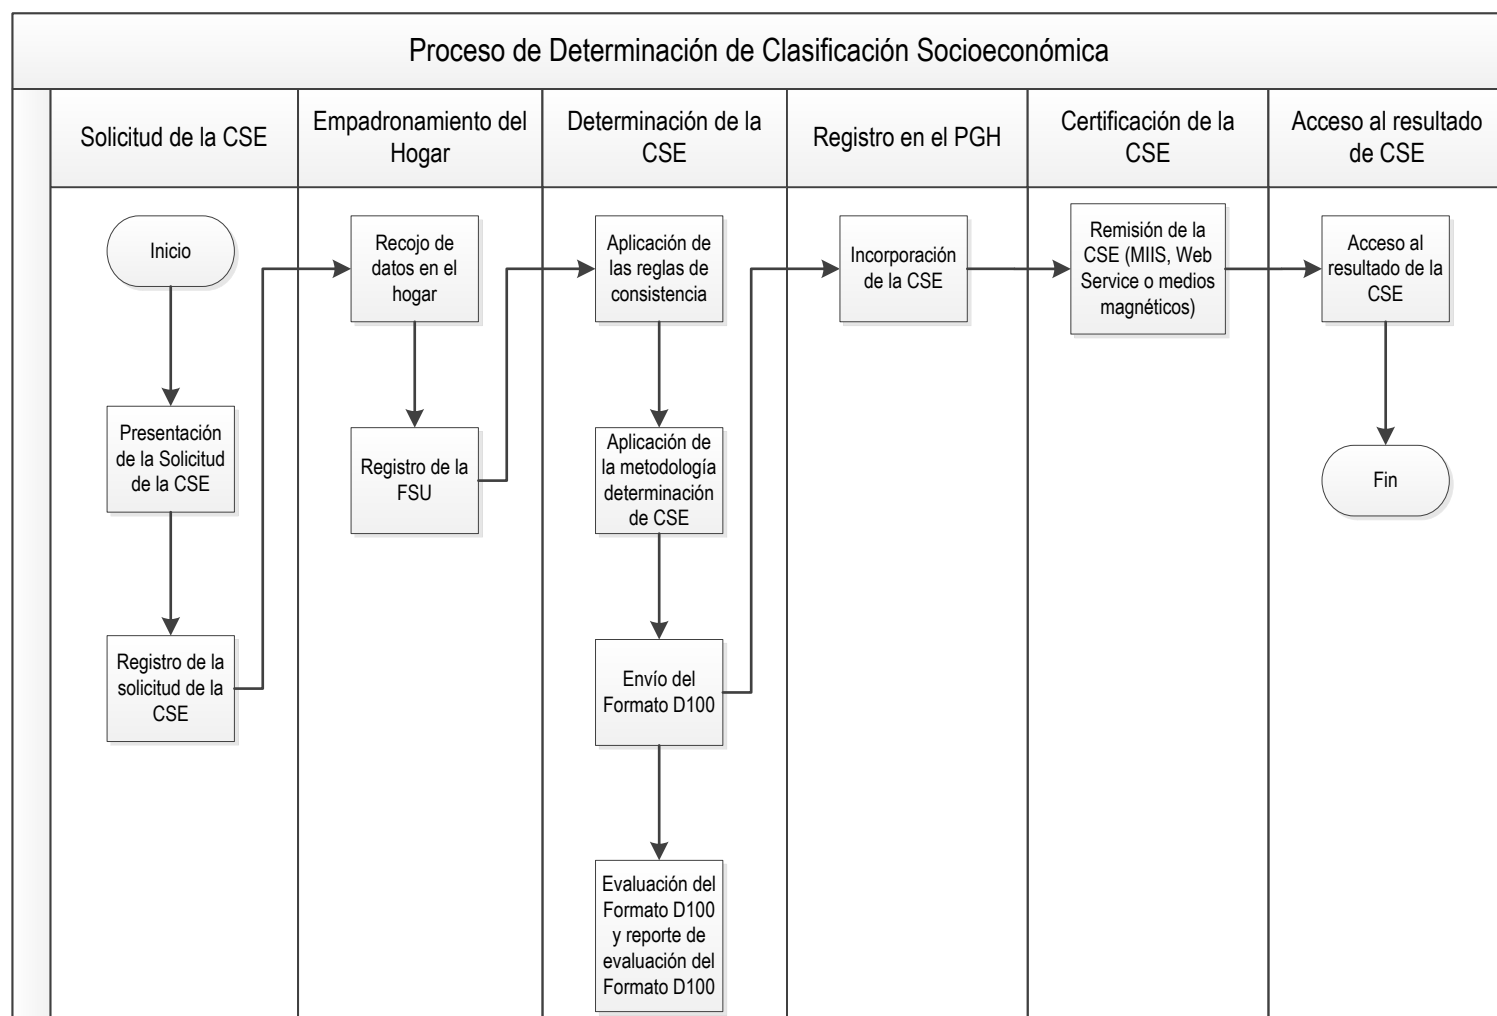 Proceso de Determinación de Clasificación Socioeconómica
Solicitud de la CSE
Empadronamiento del
Hogar
Determinación de la
CSE
Registro en el PGH
Certificación de la
CSE
Acceso al resultado
de CSE
Inicio
Presentación
de la Solicitud
de la CSE
Registro de la
solicitud de la
CSE
Recojo de
datos en el
hogar
Registro de la
FSU
Aplicación de
las reglas de
consistencia
Aplicación de
la metodología
determinación
de CSE
Envío del
Formato D100
Evaluación del
Formato D100
y reporte de
evaluación del
Formato D100
Incorporación
de la CSE
Remisión de la
CSE (MIIS, Web
Service o medios
magnéticos)
Acceso al
resultado de la
CSE
Fin